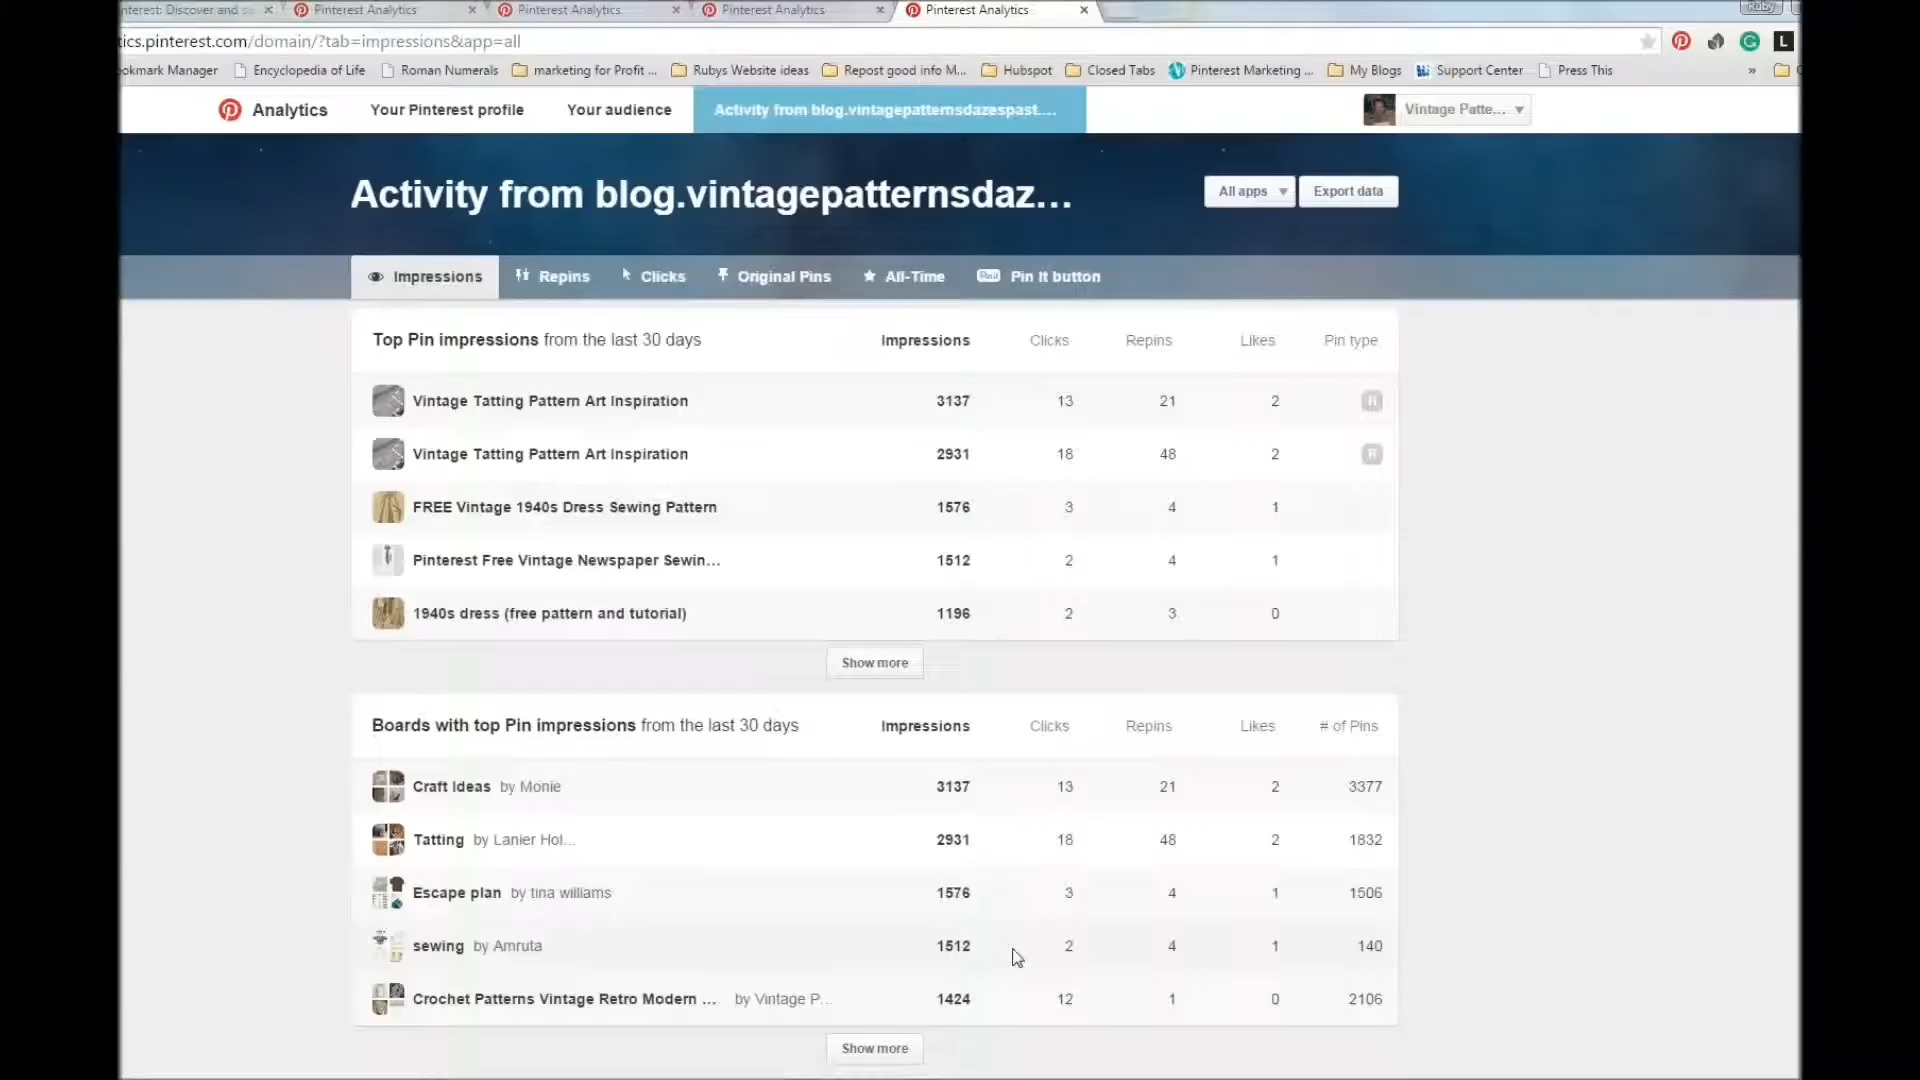 nterest: Discover and s
Pinterest Analytics
Pinterest Analytics
Pinterest Analytics
Pinterest Analytics
Ruby
tics.pinterest.com/domain/?tab=impressions&app=all
L
ookmark Manager
Encyclopedia of Life
Roman Numerals
marketing for Profit ...
Rubys Website ideas
Repost good info M...
Hubspot
Closed Tabs
Pinterest Marketing ...
My Blogs
Support Center
Press This
»
Analytics
Your Pinterest profile
Your audience
Activity from blog.vintagepatternsdazespast....
Vintage Patte...
Activity from blog.vintagepatternsdaz...
All apps
Export data
Impressions
Repins
Clicks
Original Pins
All-Time
Pin It button
Top Pin impressions from the last 30 days Impressions Clicks Repins Likes Pin type
Vintage Tatting Pattern Art Inspiration 3137 13 21 2
Vintage Tatting Pattern Art Inspiration 2931 18 48 2
FREE Vintage 1940s Dress Sewing Pattern 1576 3 4 1
Pinterest Free Vintage Newspaper Sewin... 1512 2 4 1
1940s dress (free pattern and tutorial) 1196 2 3 0
Show more
Boards with top Pin impressions from the last 30 days Impressions Clicks Repins Likes # of Pins
Craft Ideas by Monie 3137 13 21 2 3377
Tatting by Lanier Hol... 2931 18 48 2 1832
Escape plan by tina williams 1576 3 4 1 1506
sewing by Amruta 1512 2 4 1 140
Crochet Patterns Vintage Retro Modern ... by Vintage P... 1424 12 1 0 2106
Show more